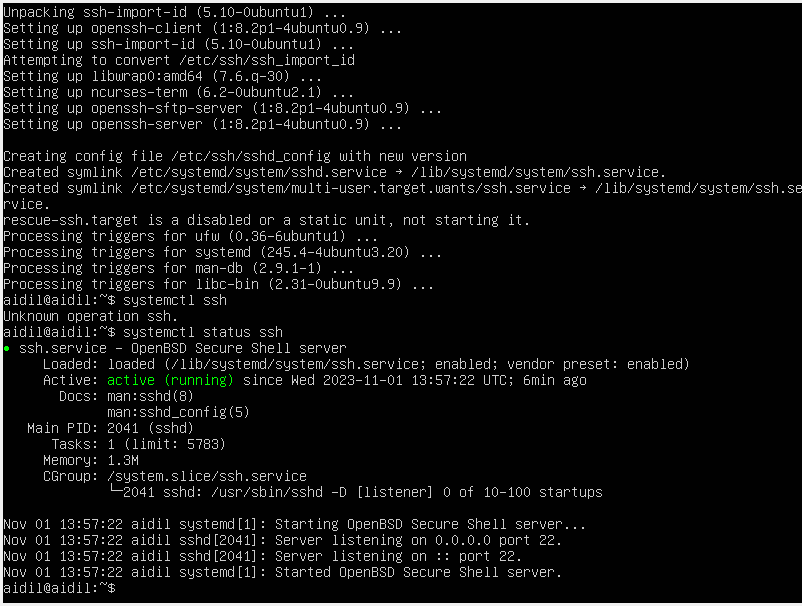 Unpacking ssh-import-id (5.10-0ubuntu1) ...
Setting up openssh-client (1:8.2p1-4ubuntu0.9) ...
Setting up ssh-import-id (5.10-0ubuntu1) ...
Attempting to convert /etc/ssh/ssh_import_id
Setting up libwrap0:amd64 (7.6.q-30) ...
Setting up ncurses-term (6.2-0ubuntu2.1) ...
Setting up openssh-sftp-server (1:8.2p1-4ubuntu0.9) ...
Setting up openssh-server (1:8.2p1-4ubuntu0.9) ...

Creating config file /etc/ssh/sshd_config with new version
Created symlink /etc/systemd/system/sshd.service → /lib/systemd/system/ssh.service.
Created symlink /etc/systemd/system/multi-user.target.wants/ssh.service → /lib/systemd/system/ssh.se
rvice.
rescue-ssh.target is a disabled or a static unit, not starting it.
Processing triggers for ufw (0.36-6ubuntu1) ...
Processing triggers for systemd (245.4-4ubuntu3.20) ...
Processing triggers for man-db (2.9.1-1) ...
Processing triggers for libc-bin (2.31-0ubuntu9.9) ...
aidil@aidil:~$ systemctl ssh
Unknown operation ssh.
aidil@aidil:~$ systemctl status ssh
● ssh.service - OpenBSD Secure Shell server
     Loaded: loaded (/lib/systemd/system/ssh.service; enabled; vendor preset: enabled)
     Active: active (running) since Wed 2023-11-01 13:57:22 UTC; 6min ago
       Docs: man:sshd(8)
             man:sshd_config(5)
   Main PID: 2041 (sshd)
      Tasks: 1 (limit: 5783)
     Memory: 1.3M
     CGroup: /system.slice/ssh.service
             └─2041 sshd: /usr/sbin/sshd -D [listener] 0 of 10-100 startups

Nov 01 13:57:22 aidil systemd[1]: Starting OpenBSD Secure Shell server...
Nov 01 13:57:22 aidil sshd[2041]: Server listening on 0.0.0.0 port 22.
Nov 01 13:57:22 aidil sshd[2041]: Server listening on :: port 22.
Nov 01 13:57:22 aidil systemd[1]: Started OpenBSD Secure Shell server.
aidil@aidil:~$